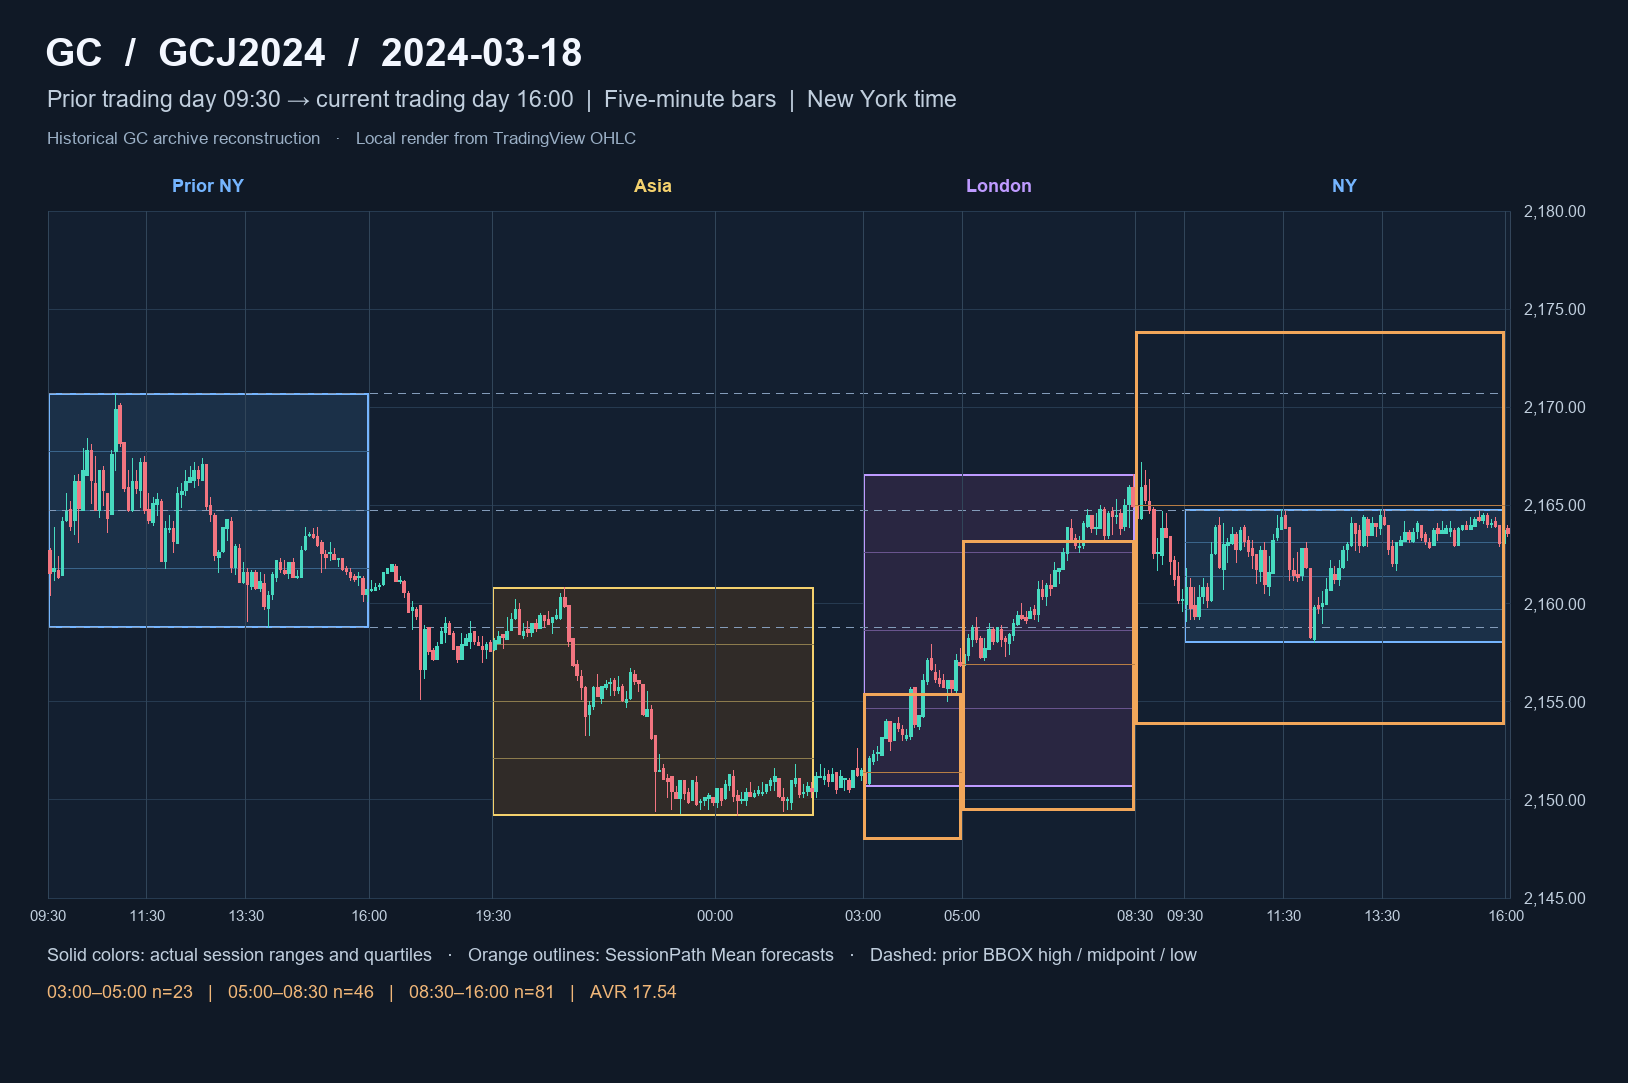 GC / GCJ2024 / 2024-03-18
Prior trading day 09:30 → current trading day 16:00 | Five-minute bars | New York time
Historical GC archive reconstruction · Local render from TradingView OHLC
Prior NY Asia London NY
2,180.00
2,175.00
2,170.00
2,165.00
2,160.00
2,155.00
2,150.00
2,145.00
09:30 11:30 13:30 16:00 19:30 00:00 03:00 05:00 08:30 09:30 11:30 13:30 16:00
Solid colors: actual session ranges and quartiles · Orange outlines: SessionPath Mean forecasts · Dashed: prior BBOX high / midpoint / low
03:00–05:00 n=23 | 05:00–08:30 n=46 | 08:30–16:00 n=81 | AVR 17.54